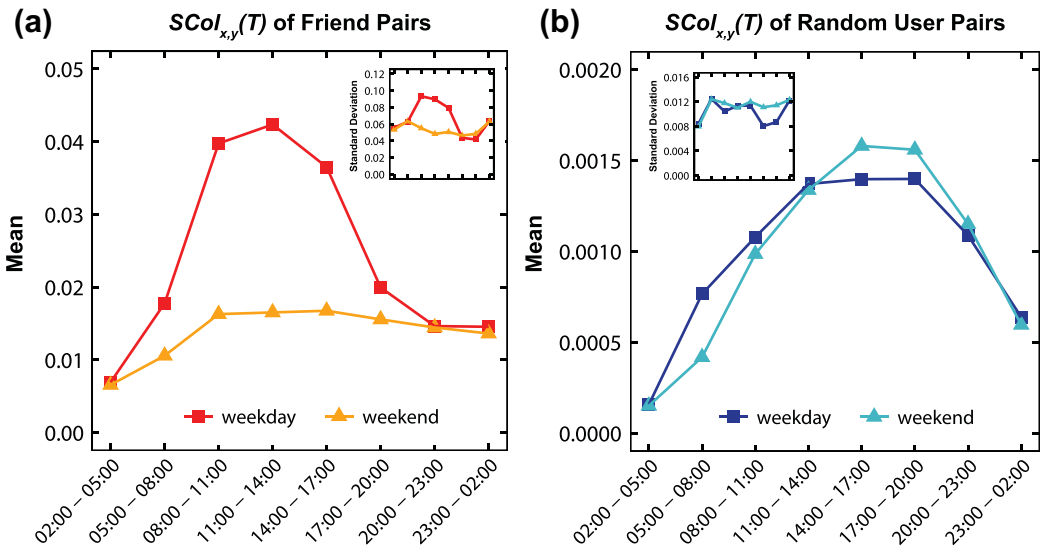 (a) SCoI_{x,y}(T) of Friend Pairs
Mean
0.05
0.04
0.03
0.02
0.01
0.00
Standard Deviation
0.12
0.10
0.08
0.06
0.04
0.02
0.00
weekday weekend
02:00 – 05:00
05:00 – 08:00
08:00 – 11:00
11:00 – 14:00
14:00 – 17:00
17:00 – 20:00
20:00 – 23:00
23:00 – 02:00
(b) SCoI_{x,y}(T) of Random User Pairs
Mean
0.0020
0.0015
0.0010
0.0005
0.0000
Standard Deviation
0.016
0.012
0.008
0.004
0.000
weekday weekend
02:00 – 05:00
05:00 – 08:00
08:00 – 11:00
11:00 – 14:00
14:00 – 17:00
17:00 – 20:00
20:00 – 23:00
23:00 – 02:00